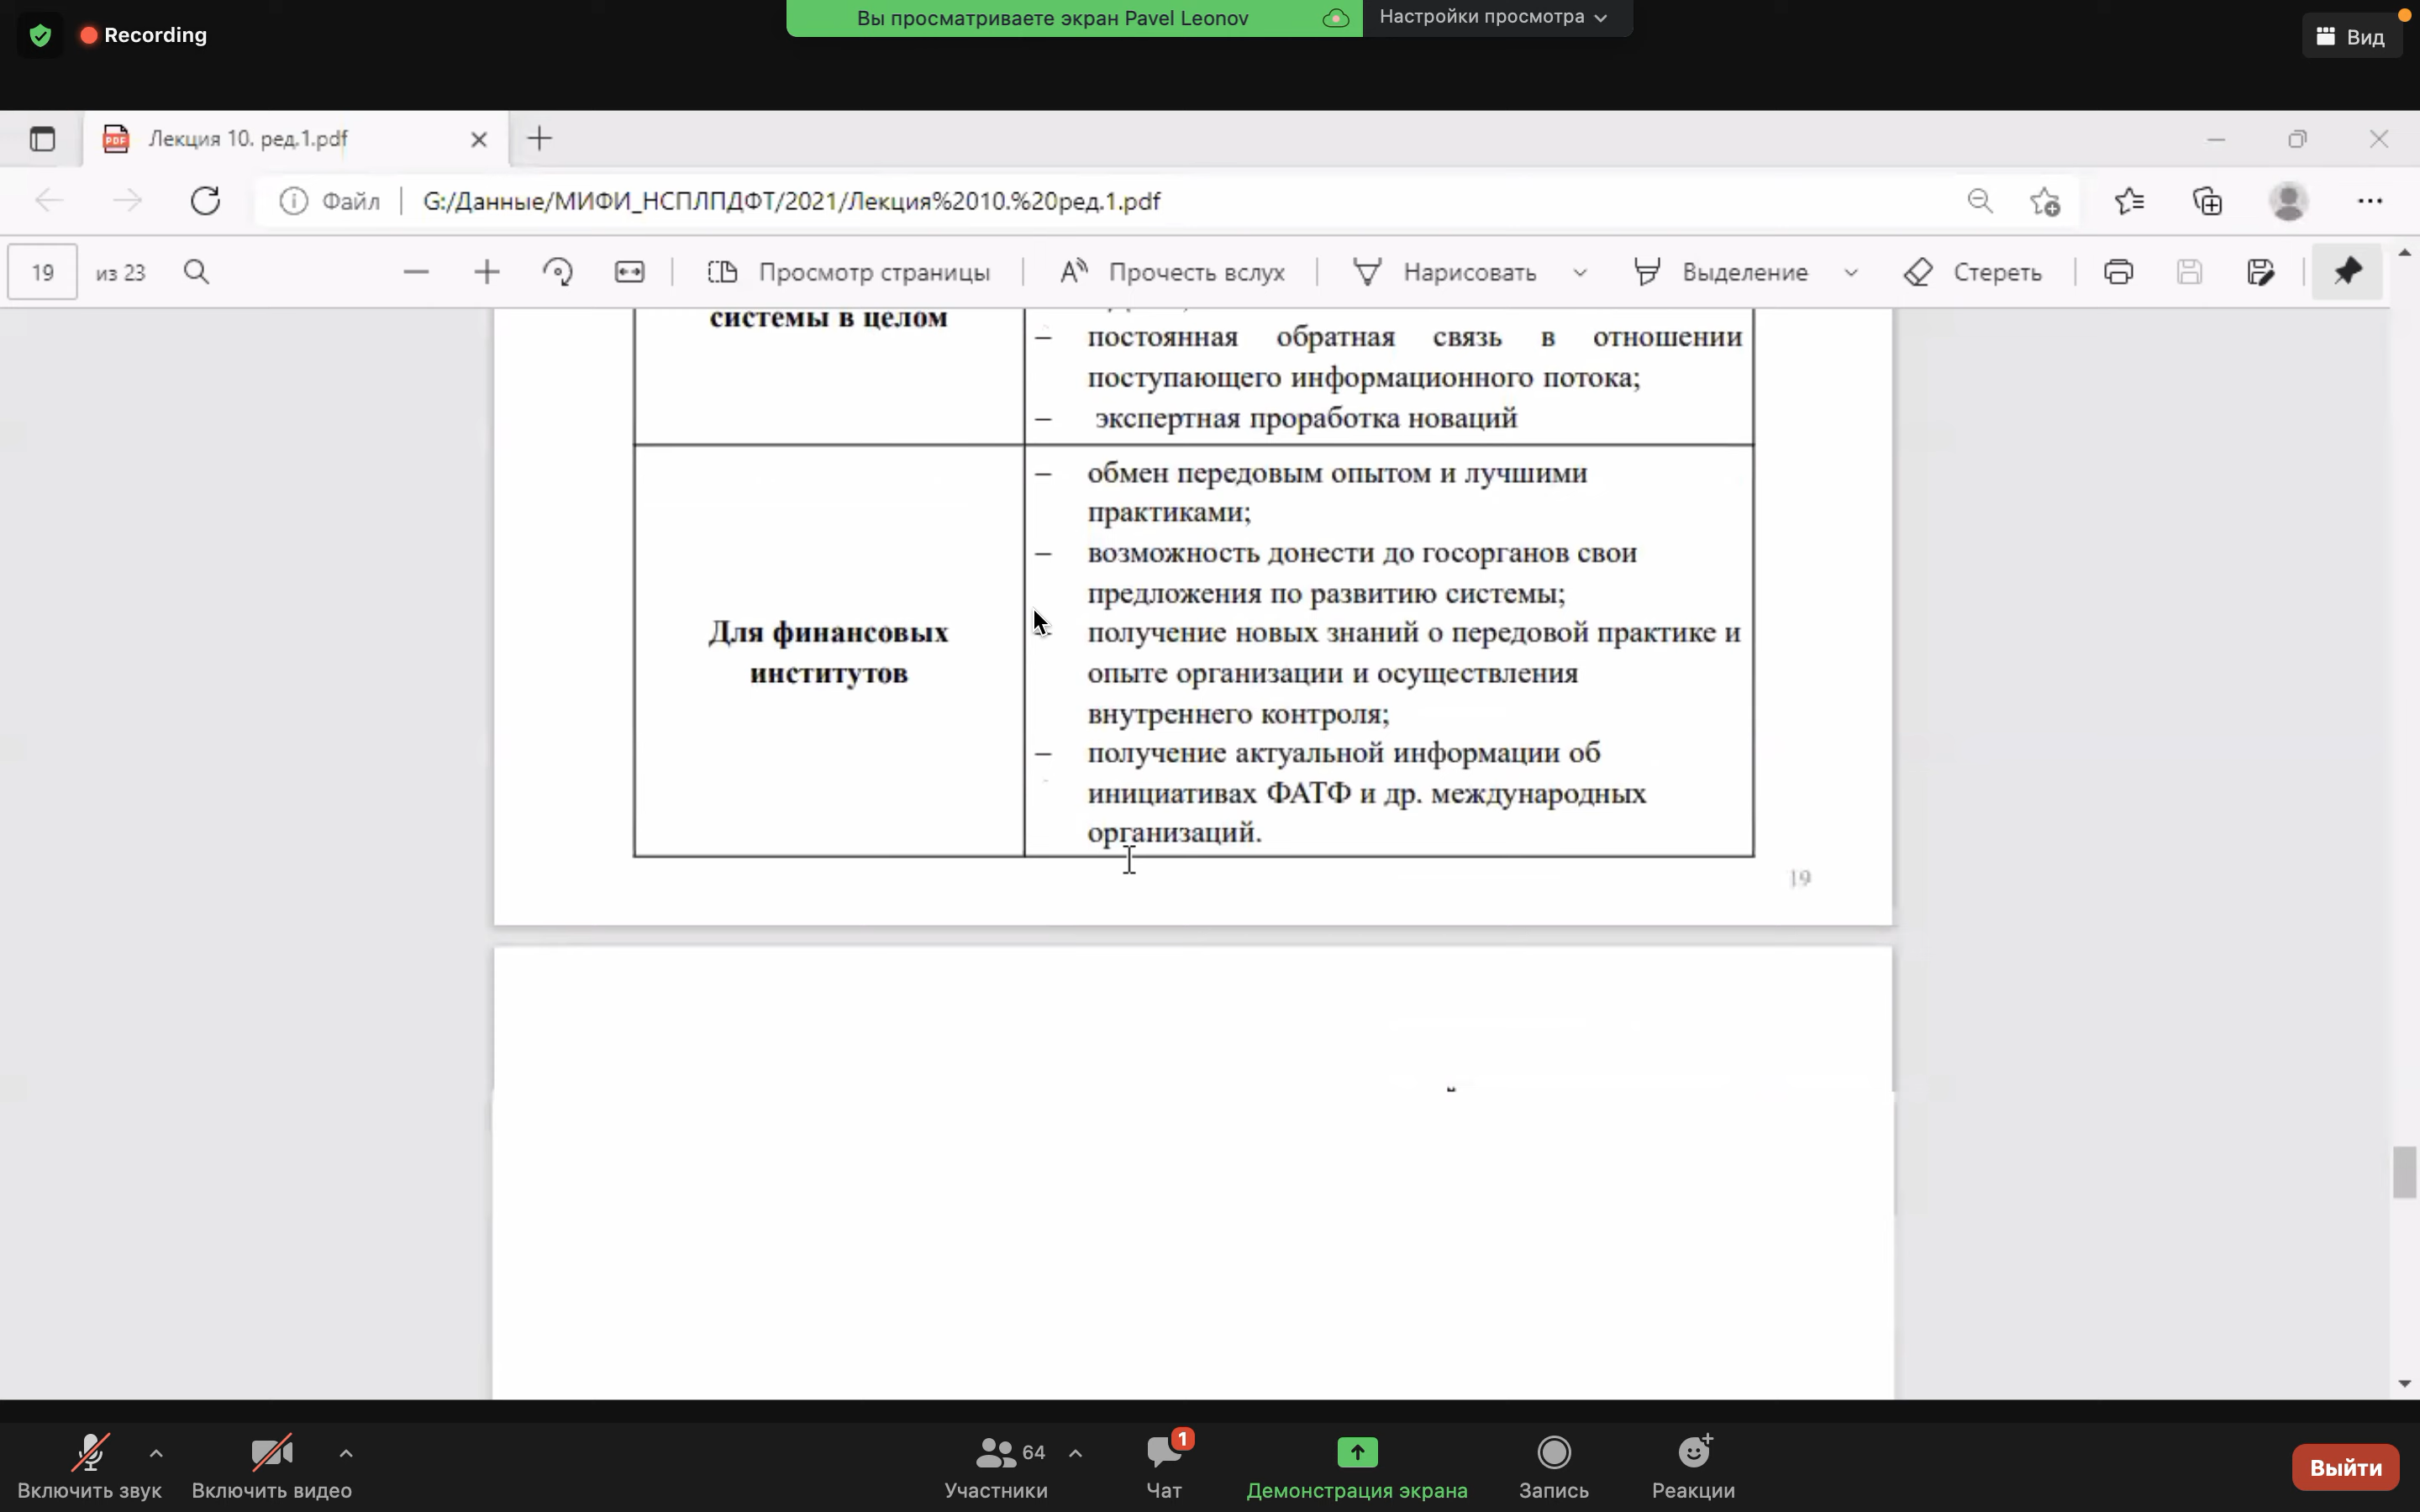 Recording
Вы просматриваете экран Pavel Leonov
Настройки просмотра
Вид
PDF
Лекция 10. ред.1.pdf
Файл
G:/Данные/МИФИ_НСПЛПДФТ/2021/Лекция%2010.%20ред.1.pdf
19
из 23
Просмотр страницы
Прочесть вслух
Нарисовать
Выделение
Стереть
системы в целом
– постоянная обратная связь в отношении
поступающего информационного потока;
– экспертная проработка новаций
Для финансовых
институтов
– обмен передовым опытом и лучшими
практиками;
– возможность донести до госорганов свои
предложения по развитию системы;
– получение новых знаний о передовой практике и
опыте организации и осуществления
внутреннего контроля;
– получение актуальной информации об
инициативах ФАТФ и др. международных
организаций.
19
Включить звук
Включить видео
64
Участники
1
Чат
Демонстрация экрана
Запись
Реакции
Выйти